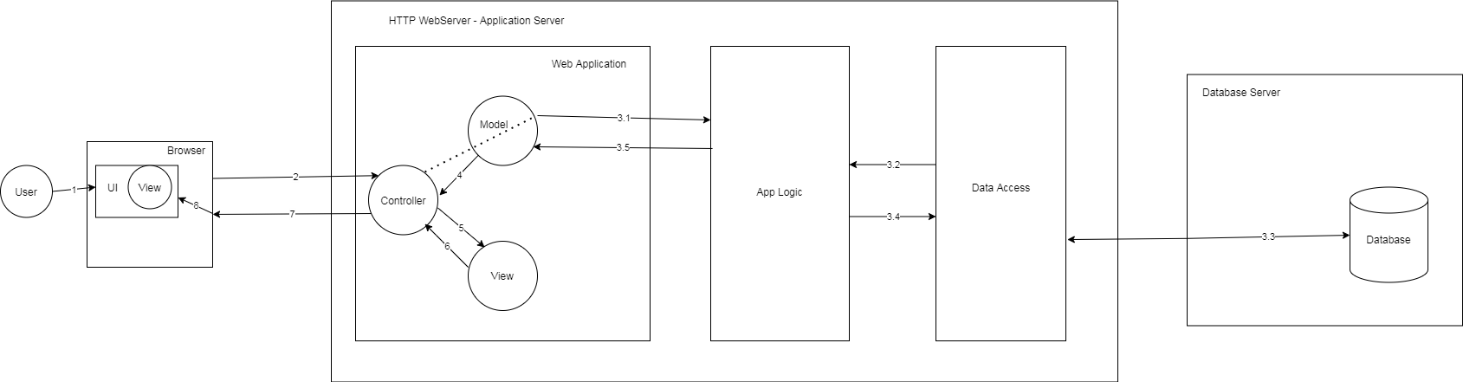 HTTP WebServer - Application Server
Web Application
Database Server
Model
3.1
3.5
Browser
User
1
UI
View
8
2
7
Controller
4
5
6
View
App Logic
3.2
3.4
Data Access
3.3
Database